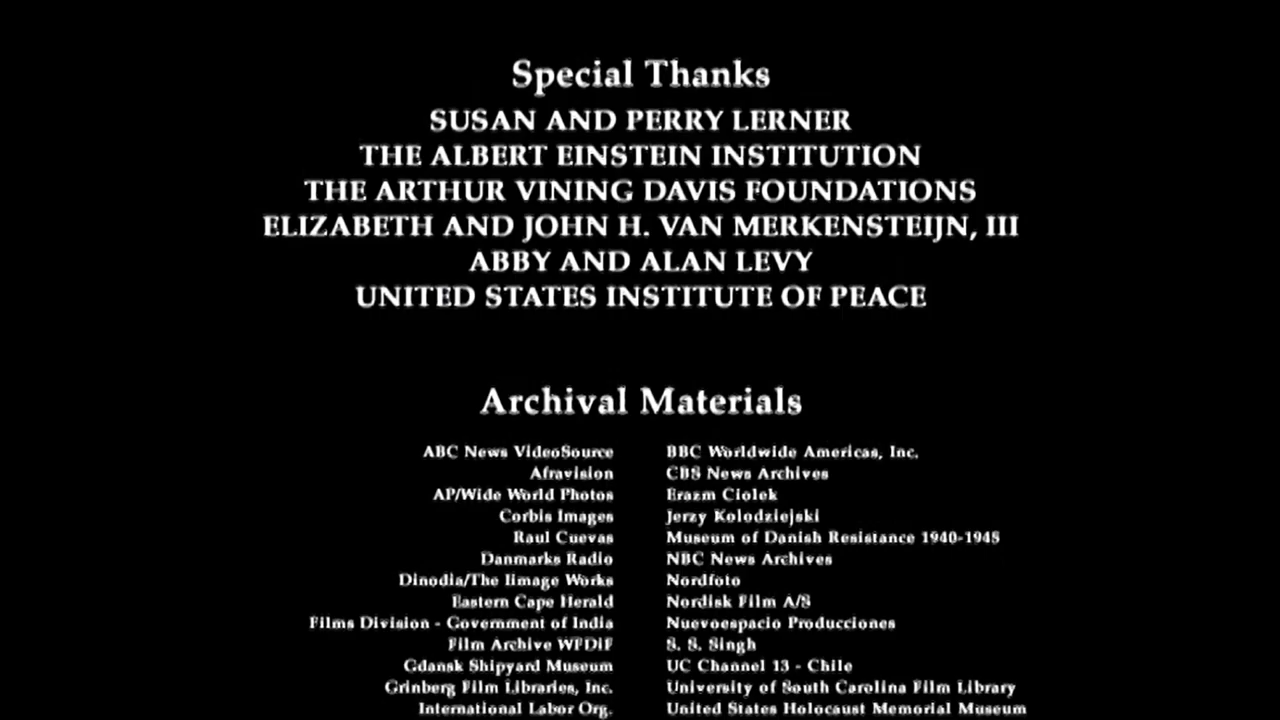 Special Thanks
SUSAN AND PERRY LERNER
THE ALBERT EINSTEIN INSTITUTION
THE ARTHUR VINING DAVIS FOUNDATIONS
ELIZABETH AND JOHN H. VAN MERKENSTEIJN, III
ABBY AND ALAN LEVY
UNITED STATES INSTITUTE OF PEACE
Archival Materials
ABC News VideoSource BBC Worldwide Americas, Inc.
Afravision CBS News Archives
AP/Wide World Photos Erazm Ciolek
Corbis Images Jerzy Kolodziejski
Raul Cuevas Museum of Danish Resistance 1940-1945
Danmarks Radio NBC News Archives
Dinodia/The Iimage Works Nordfoto
Eastern Cape Herald Nordisk Film A/S
Films Division - Government of India Nuevoespacio Producciones
Film Archive WFDiF S. S. Singh
Gdansk Shipyard Museum UC Channel 13 - Chile
Grinberg Film Libraries, Inc. University of South Carolina Film Library
International Labor Org. United States Holocaust Memorial Museum